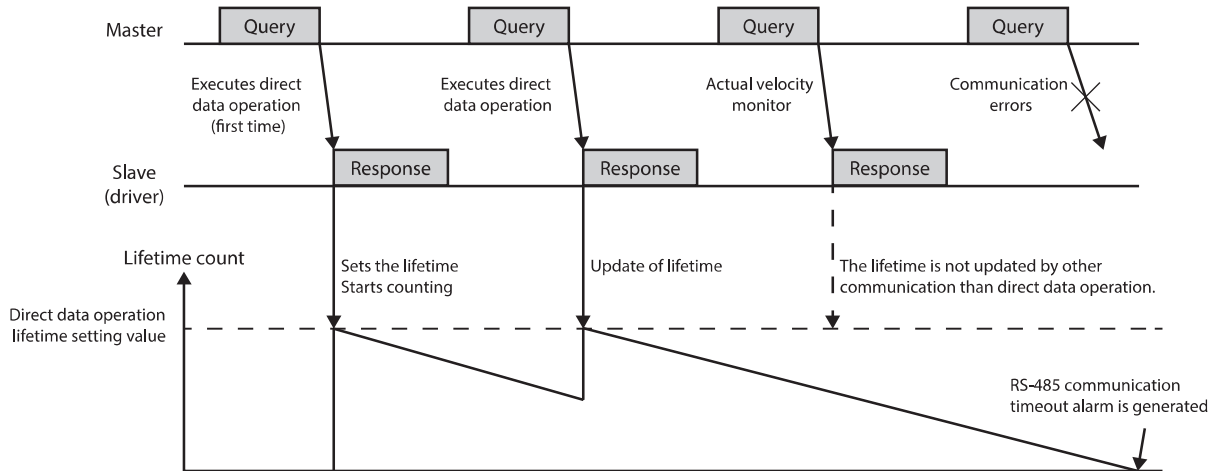 Master
Query
Query
Query
Query
Executes direct
data operation
(first time)
Executes direct
data operation
Actual velocity
monitor
Communication
errors
Slave
(driver)
Response
Response
Response
Lifetime count
Sets the lifetime
Starts counting
Update of lifetime
The lifetime is not updated by other
communication than direct data operation.
Direct data operation
lifetime setting value
RS-485 communication
timeout alarm is generated